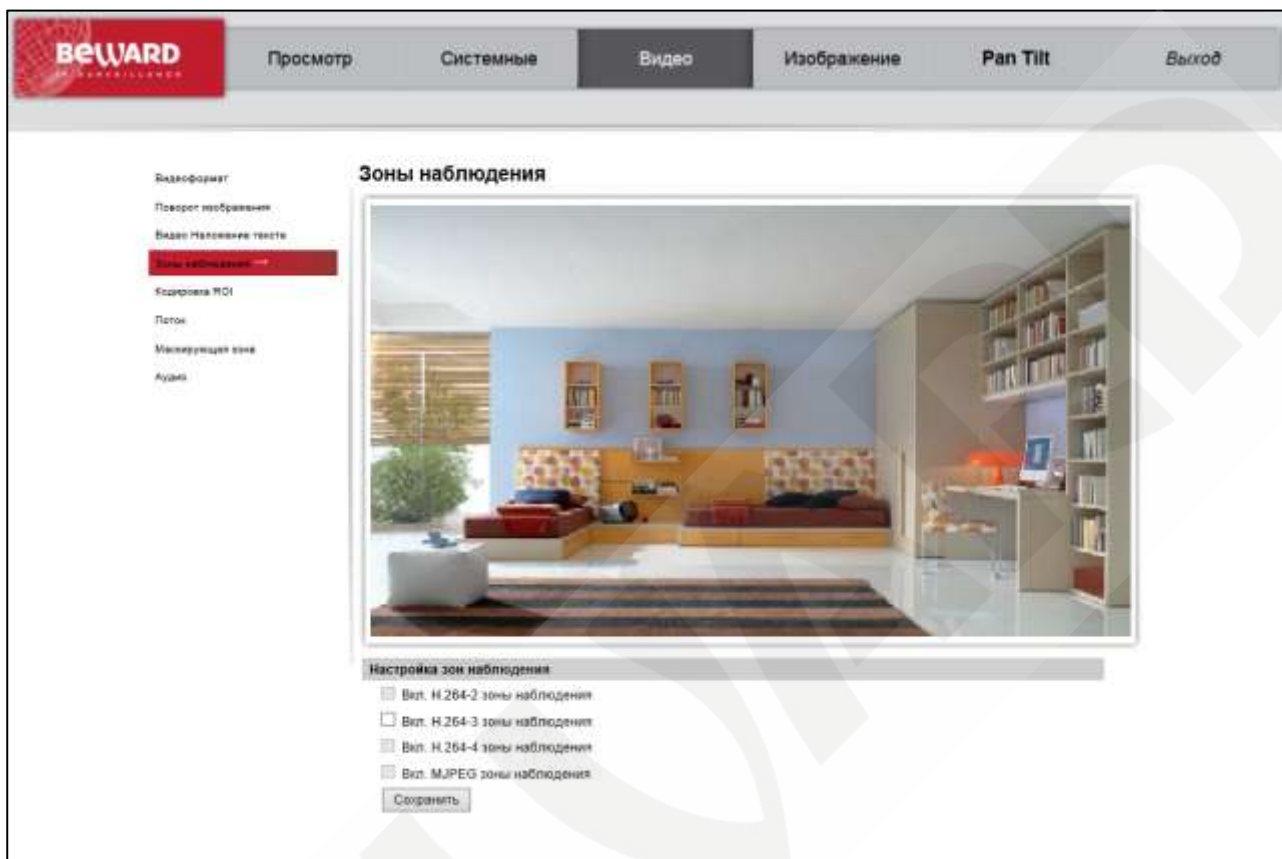 BEWARD
Просмотр
Системные
Видео
Изображение
Pan Tilt
Выход
Видеоформат
Поворот изображения
Видео Наложение текста
Зоны наблюдения
Кодировка ROI
Поток
Маскирующая зона
Аудио
Зоны наблюдения
Настройка зон наблюдения
Вкл. H.264-2 зоны наблюдения
Вкл. H.264-3 зоны наблюдения
Вкл. H.264-4 зоны наблюдения
Вкл. MJPEG зоны наблюдения
Сохранить